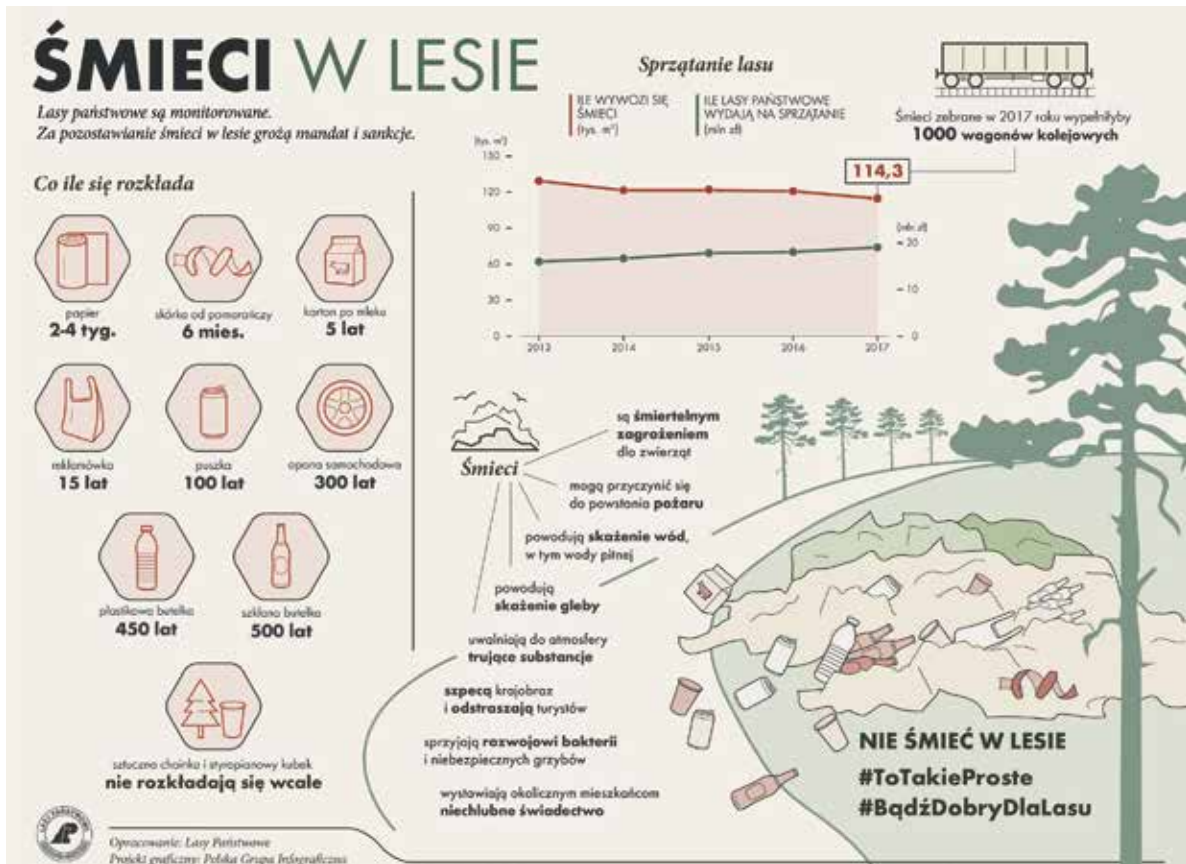 ŚMIECI W LESIE
Lasy państwowe są monitorowane.
Za pozostawianie śmieci w lesie grożą mandat i sankcje.
Co ile się rozkłada
papier
2-4 tyg.
skórka od pomarańczy
6 mies.
karton po mleku
5 lat
reklamówka
15 lat
puszka
100 lat
opona samochodowa
300 lat
plastikowa butelka
450 lat
szklana butelka
500 lat
sztuczna choinka i styropianowy kubek
nie rozkładają się wcale
Opracowanie: Lasy Państwowe
Projekt graficzny: Polska Grupa Infograficzna
Sprzątanie lasu
ILE WYWOZI SIĘ
ŚMIECI
(tys. m³)
ILE LASY PAŃSTWOWE
WYDAJĄ NA SPRZĄTANIE
(mln zł)
Śmieci zebrane w 2017 roku wypełniłyby
1000 wagonów kolejowych
(tys. m³)
150
120
90
60
30
0
114,3
(mln zł)
20
10
0
2013
2014
2015
2016
2017
Śmieci
są śmiertelnym
zagrożeniem
dla zwierząt
mogą przyczynić się
do powstania pożaru
powodują skażenie wód,
w tym wody pitnej
powodują
skażenie gleby
uwalniają do atmosfery
trujące substancje
szpecą krajobraz
i odstraszają turystów
sprzyjają rozwojowi bakterii
i niebezpiecznych grzybów
wystawiają okolicznym mieszkańcom
niechlubne świadectwo
NIE ŚMIEĆ W LESIE
#ToTakieProste
#BądźDobryDlaLasu